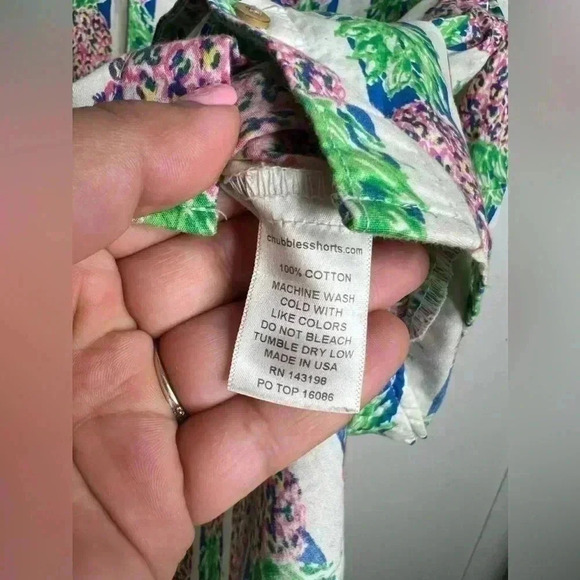 chubbiesshorts.com
100% COTTON
MACHINE WASH
COLD WITH
LIKE COLORS
DO NOT BLEACH
TUMBLE DRY LOW
MADE IN USA
RN 143198
PO TOP 16086